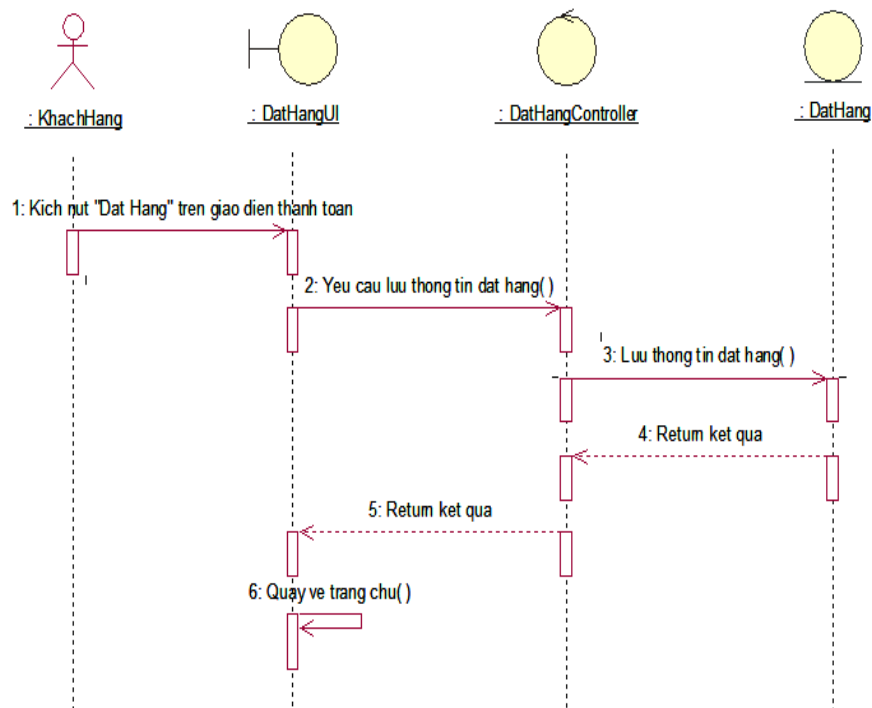 : KhachHang
: DatHangUI
: DatHangController
: DatHang
1: Kich nut "Dat Hang" tren giao dien thanh toan
2: Yeu cau luu thong tin dat hang( )
3: Luu thong tin dat hang( )
4: Return ket qua
5: Return ket qua
6: Quay ve trang chu( )